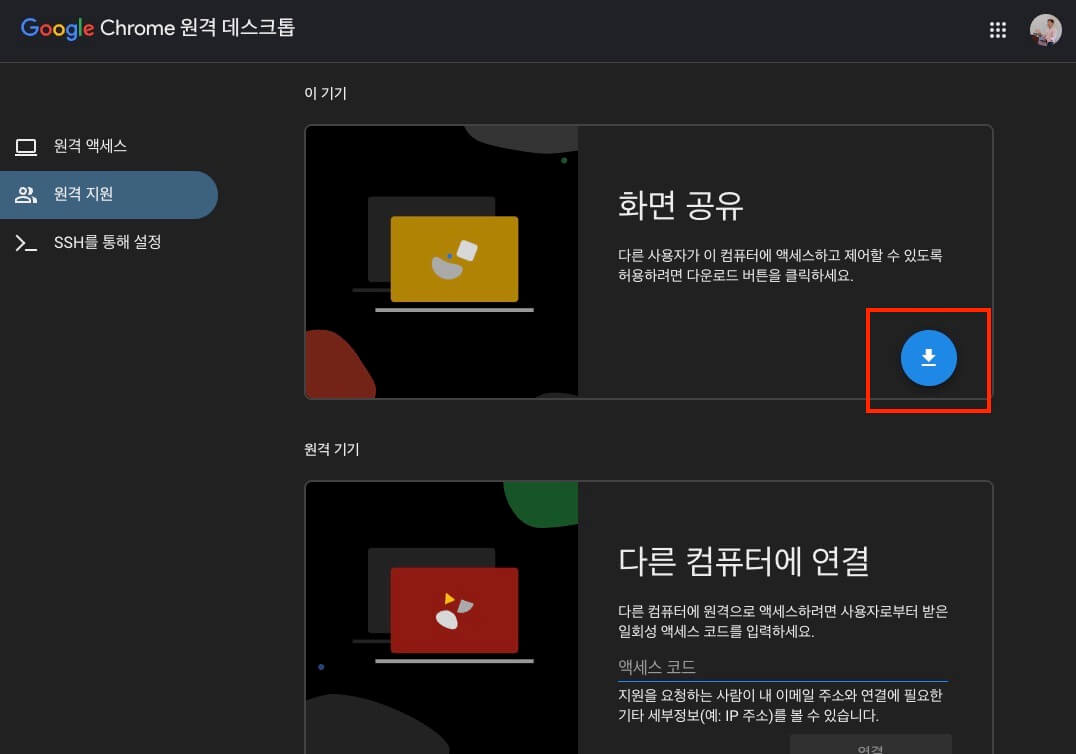 Google Chrome 원격 데스크톱
원격 액세스
원격 지원
SSH를 통해 설정
이 기기
화면 공유
다른 사용자가 이 컴퓨터에 액세스하고 제어할 수 있도록
허용하려면 다운로드 버튼을 클릭하세요.
원격 기기
다른 컴퓨터에 연결
다른 컴퓨터에 원격으로 액세스하려면 사용자로부터 받은
일회성 액세스 코드를 입력하세요.
액세스 코드
지원을 요청하는 사람이 내 이메일 주소와 연결에 필요한
기타 세부정보(예: IP 주소)를 볼 수 있습니다.
연결